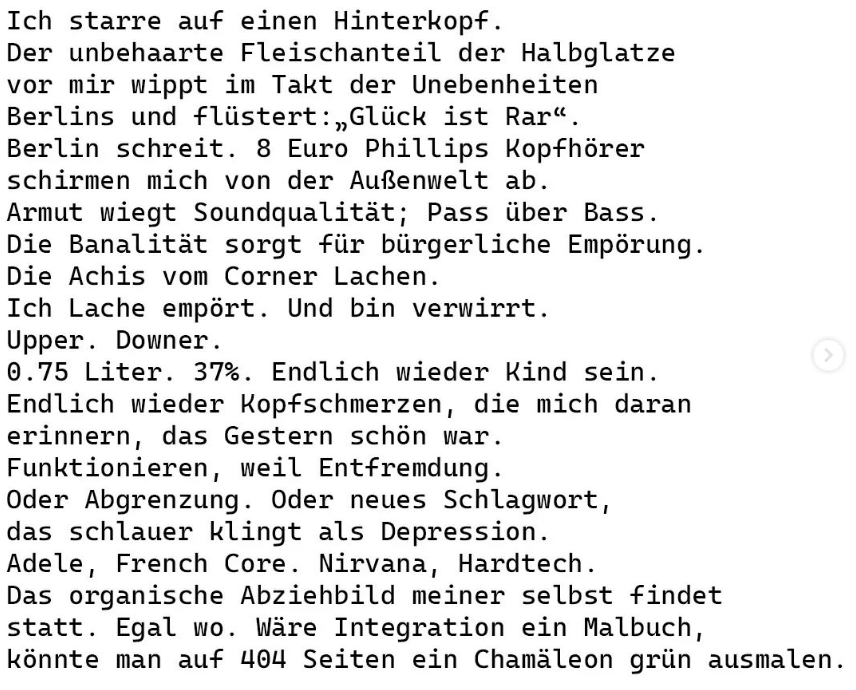 Ich starre auf einen Hinterkopf.
Der unbehaarte Fleischanteil der Halbglatze
vor mir wippt im Takt der Unebenheiten
Berlins und flüstert:„Glück ist Rar“.
Berlin schreit. 8 Euro Phillips Kopfhörer
schirmen mich von der Außenwelt ab.
Armut wiegt Soundqualität; Pass über Bass.
Die Banalität sorgt für bürgerliche Empörung.
Die Achis vom Corner Lachen.
Ich Lache empört. Und bin verwirrt.
Upper. Downer.
0.75 Liter. 37%. Endlich wieder Kind sein.
Endlich wieder Kopfschmerzen, die mich daran
erinnern, das Gestern schön war.
Funktionieren, weil Entfremdung.
Oder Abgrenzung. Oder neues Schlagwort,
das schlauer klingt als Depression.
Adele, French Core. Nirvana, Hardtech.
Das organische Abziehbild meiner selbst findet
statt. Egal wo. Wäre Integration ein Malbuch,
könnte man auf 404 Seiten ein Chamäleon grün ausmalen.